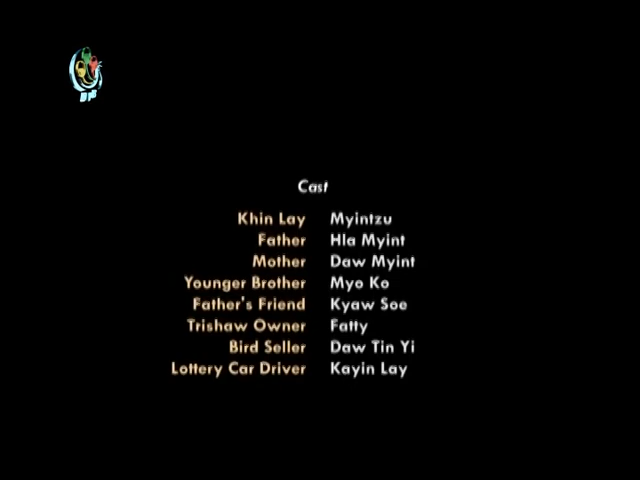 Cast
Khin Lay Myintzu
Father Hla Myint
Mother Daw Myint
Younger Brother Myo Ko
Father's Friend Kyaw Soe
Trishaw Owner Fatty
Bird Seller Daw Tin Yi
Lottery Car Driver Kayin Lay